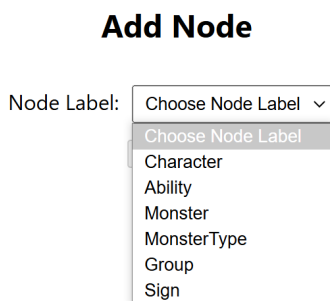 Add Node
Node Label: Choose Node Label
Choose Node Label
Character
Ability
Monster
MonsterType
Group
Sign